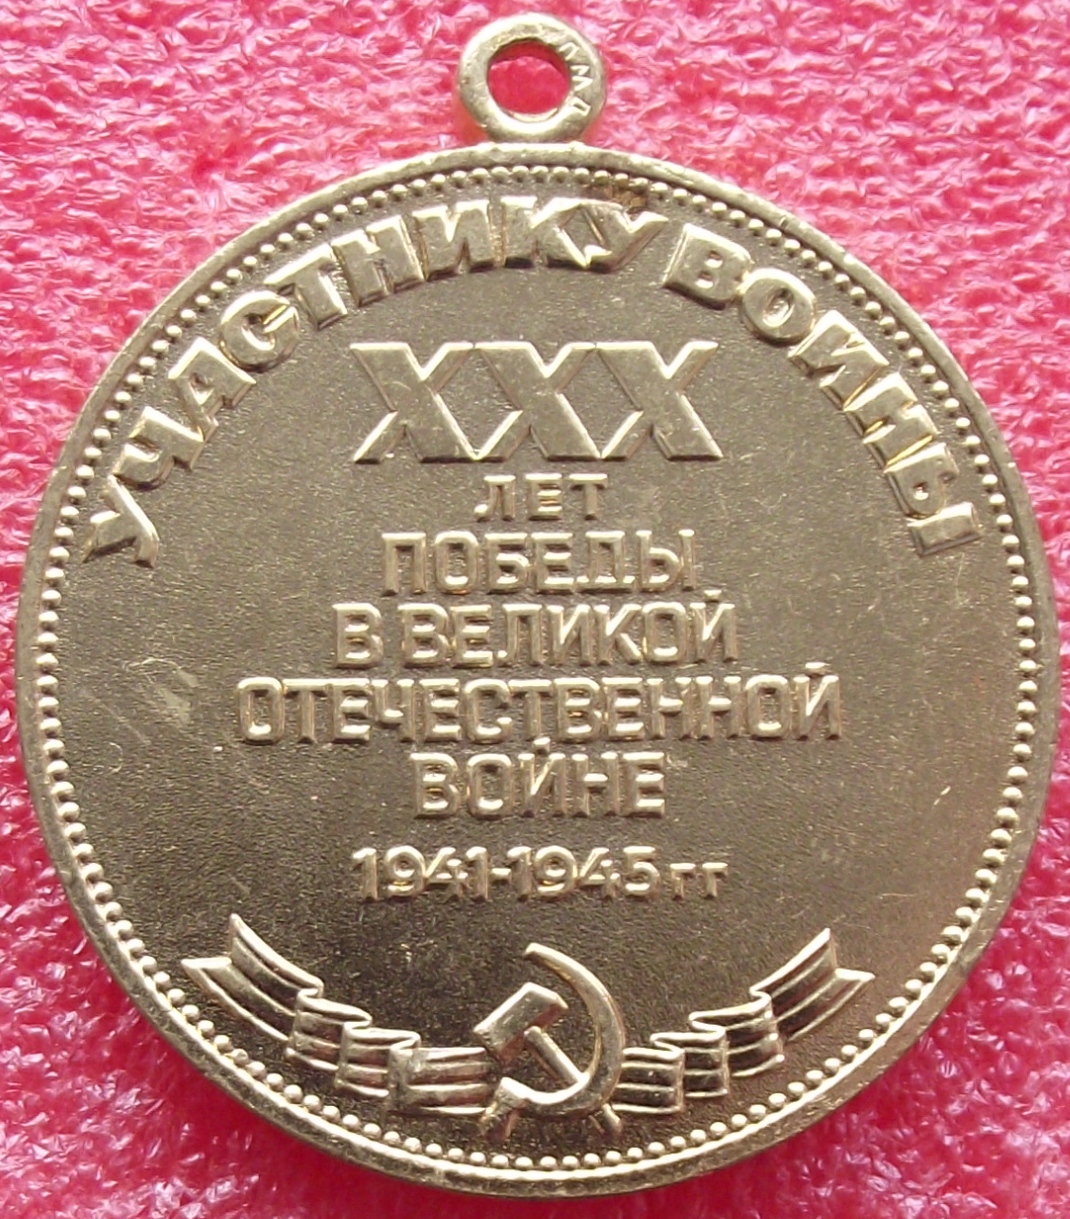 ЛМД
УЧАСТНИКУ ВОЙНЫ
XXX
ЛЕТ
ПОБЕДЫ
В ВЕЛИКОЙ
ОТЕЧЕСТВЕННОЙ
ВОЙНЕ
1941-1945 гг